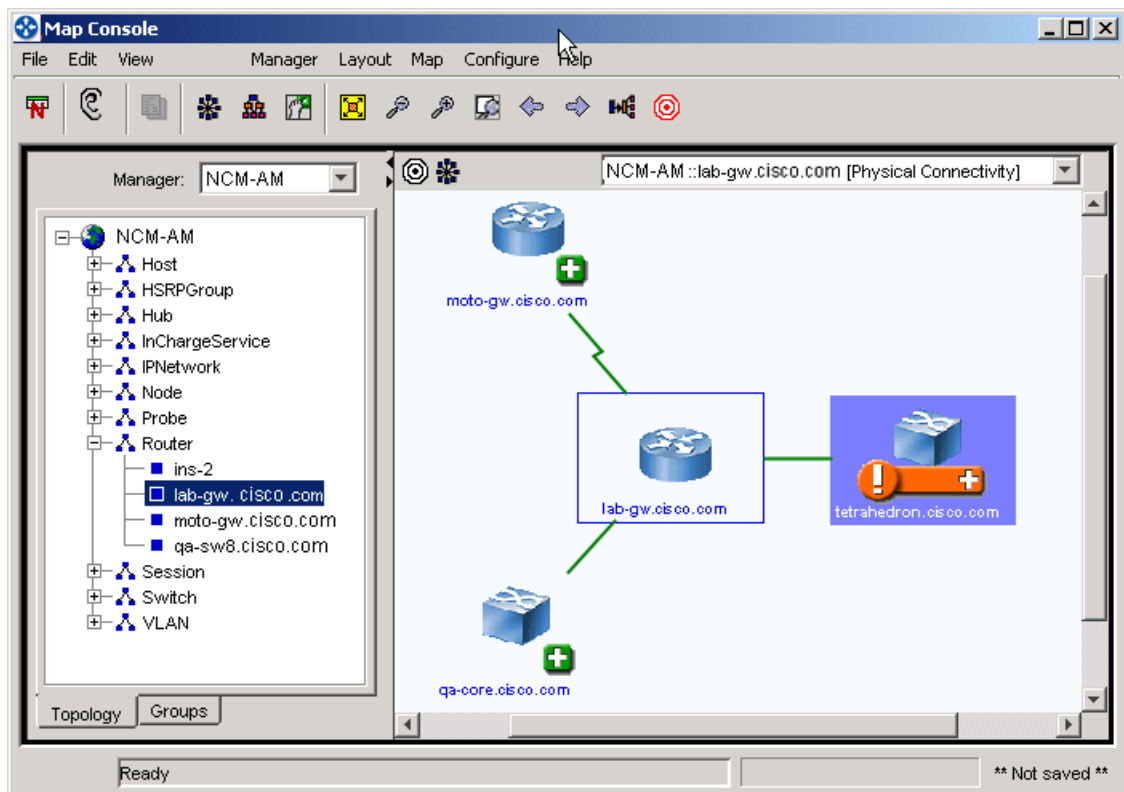 Map Console
File Edit View Manager Layout Map Configure Help
N
Manager: NCM-AM
NCM-AM
Host
HSRPGroup
Hub
InChargeService
IPNetwork
Node
Probe
Router
ins-2
lab-gw. cisco .com
moto-gw.cisco.com
qa-sw8.cisco.com
Session
Switch
VLAN
Topology Groups
NCM-AM ::lab-gw.cisco.com [Physical Connectivity]
moto-gw.cisco.com
lab-gw.cisco.com
tetrahedron.cisco.com
qa-core.cisco.com
Ready
** Not saved **